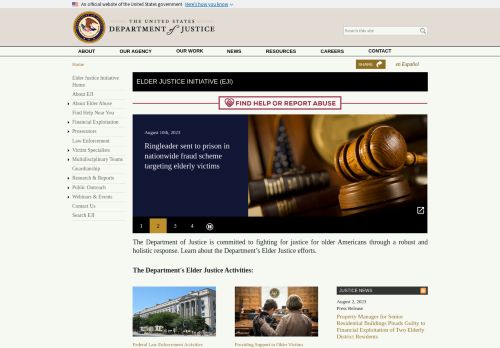 An official website of the United States government Here's how you know
THE UNITED STATES
DEPARTMENT of JUSTICE
Search this site
ABOUT OUR AGENCY OUR WORK NEWS RESOURCES CAREERS CONTACT
Home
SHARE
en Español
Elder Justice Initiative Home
About EJI
About Elder Abuse
Find Help Near You
Financial Exploitation
Prosecutors
Law Enforcement
Victim Specialists
Multidisciplinary Teams
Guardianship
Research & Reports
Public Outreach
Webinars & Events
Contact Us
Search EJI
ELDER JUSTICE INITIATIVE (EJI)
FIND HELP OR REPORT ABUSE
August 10th, 2023
Ringleader sent to prison in
nationwide fraud scheme
targeting elderly victims
1 2 3 4
The Department of Justice is committed to fighting for justice for older Americans through a robust and
holistic response. Learn about the Department's Elder Justice efforts.
The Department's Elder Justice Activities:
Federal Law Enforcement Activities
Providing Support to Older Victims
JUSTICE NEWS
August 2, 2023
Press Release
Property Manager for Senior
Residential Buildings Pleads Guilty to
Financial Exploitation of Two Elderly
District Residents